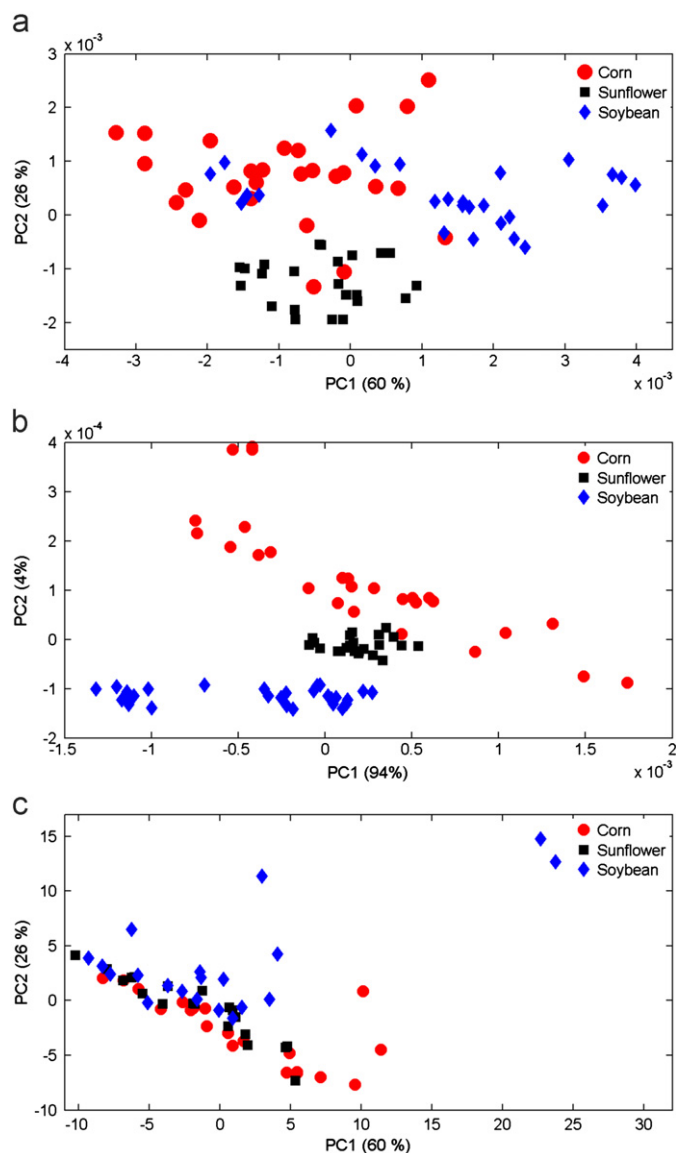 a
x 10⁻³
3
2
1
0
-1
-2
PC2 (26 %)
Corn
Sunflower
Soybean
-4 -3 -2 -1 0 1 2 3 4
PC1 (60 %)
x 10⁻³
b
x 10⁻⁴
4
3
2
1
0
-1
-2
PC2 (4%)
Corn
Sunflower
Soybean
-1.5 -1 -0.5 0 0.5 1 1.5 2
PC1 (94%)
x 10⁻³
c
15
10
5
0
-5
-10
PC2 (26 %)
Corn
Sunflower
Soybean
-10 -5 0 5 10 15 20 25 30
PC1 (60 %)